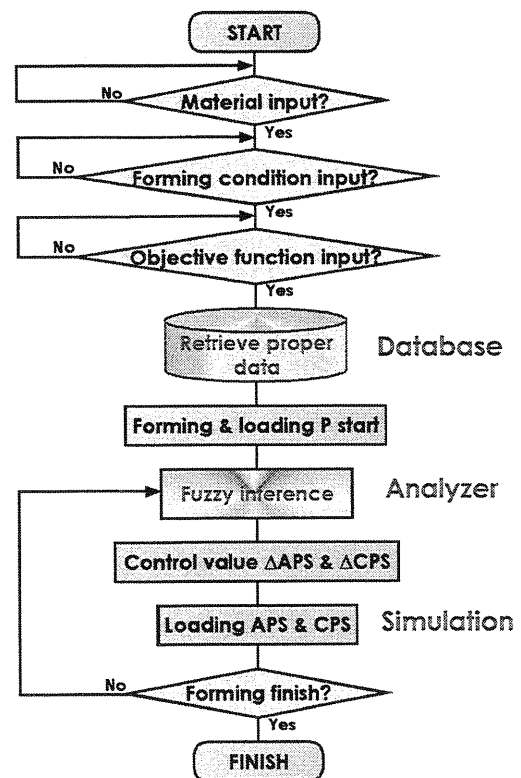 START
No
Material input?
Yes
No
Forming condition input?
Yes
No
Objective function input?
Yes
Retrieve proper
data
Database
Forming & loading P start
Fuzzy inference
Analyzer
Control value ΔAPS & ΔCPS
Loading APS & CPS
Simulation
No
Forming finish?
Yes
FINISH